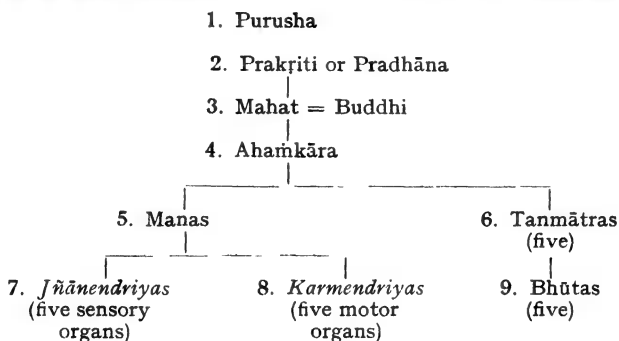 1. Purusha
2. Prakṛiti or Pradhāna
3. Mahat = Buddhi
4. Ahaṁkāra
5. Manas 6. Tanmātras
(five)
7. Jñānendriyas 8. Karmendriyas 9. Bhūtas
(five sensory (five motor (five)
organs) organs)